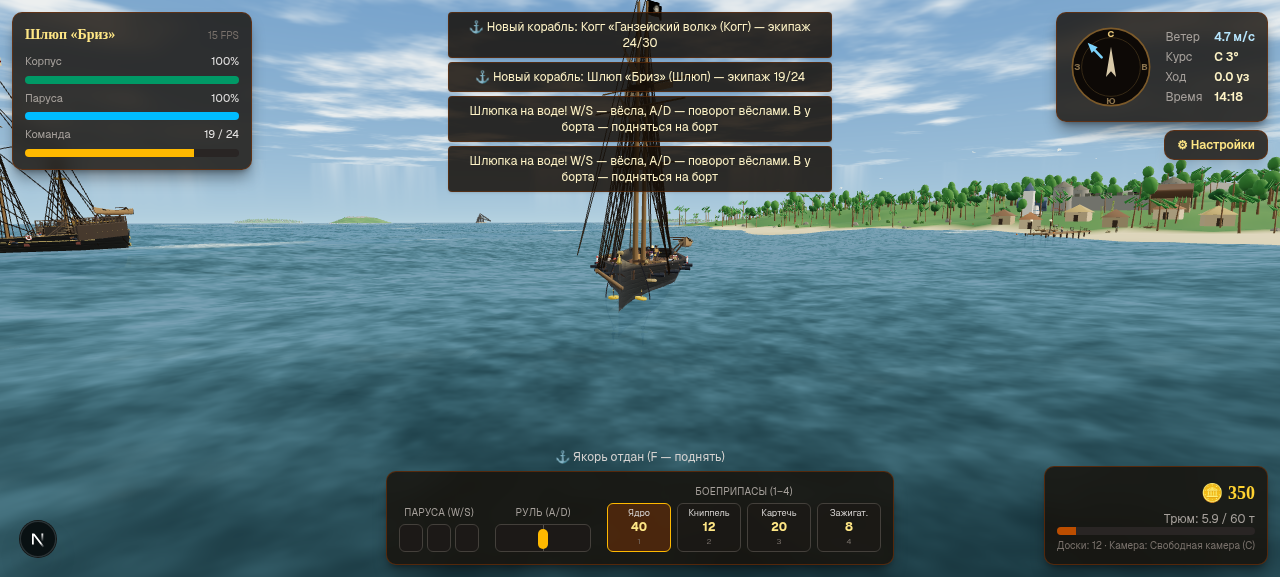 Шлюп «Бриз»
15 FPS
Корпус 100%
Паруса 100%
Команда 19 / 24
⚓ Новый корабль: Когг «Ганзейский волк» (Когг) — экипаж
24/30
⚓ Новый корабль: Шлюп «Бриз» (Шлюп) — экипаж 19/24
Шлюпка на воде! W/S — вёсла, A/D — поворот вёслами. В у
борта — подняться на борт
Шлюпка на воде! W/S — вёсла, A/D — поворот вёслами. В у
борта — подняться на борт
С
З
В
Ю
Ветер 4.7 м/с
Курс С 3°
Ход 0.0 уз
Время 14:18
⚙ Настройки
⚓ Якорь отдан (F — поднять)
ПАРУСА (W/S)
РУЛЬ (A/D)
БОЕПРИПАСЫ (1–4)
Ядро
40
1
Книппель
12
2
Картечь
20
3
Зажигат.
8
4
350
Трюм: 5.9 / 60 т
Доски: 12 · Камера: Свободная камера (C)
N